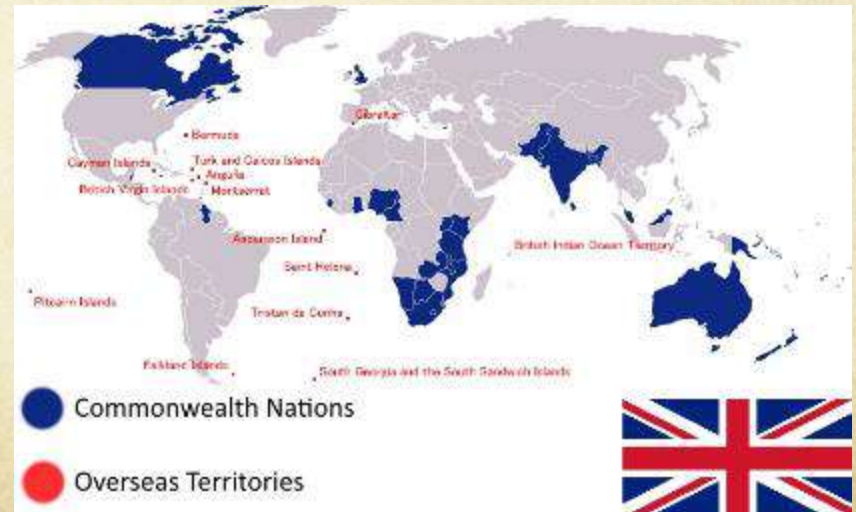 Gibraltar
Bermuda
Cayman Islands
Turk and Caicos Islands
Anguilla
British Virgin Islands
Montserrat
Ascension Island
British Indian Ocean Territory
Saint Helena
Pitcairn Islands
Tristan da Cunha
Falkland Islands
South Georgia and the South Sandwich Islands
Commonwealth Nations
Overseas Territories